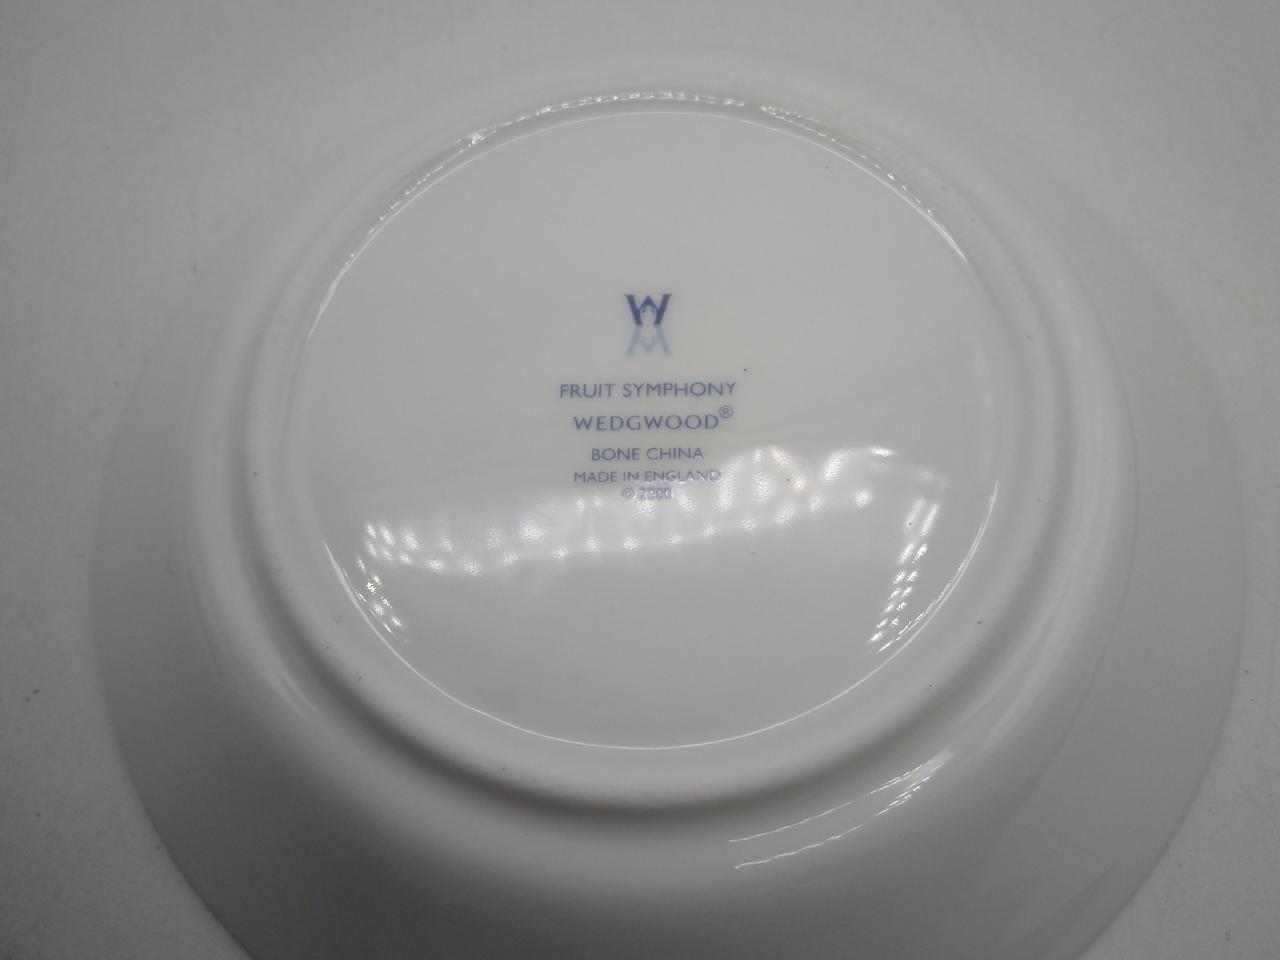 W
FRUIT SYMPHONY
WEDGWOOD®
BONE CHINA
MADE IN ENGLAND
© 2000